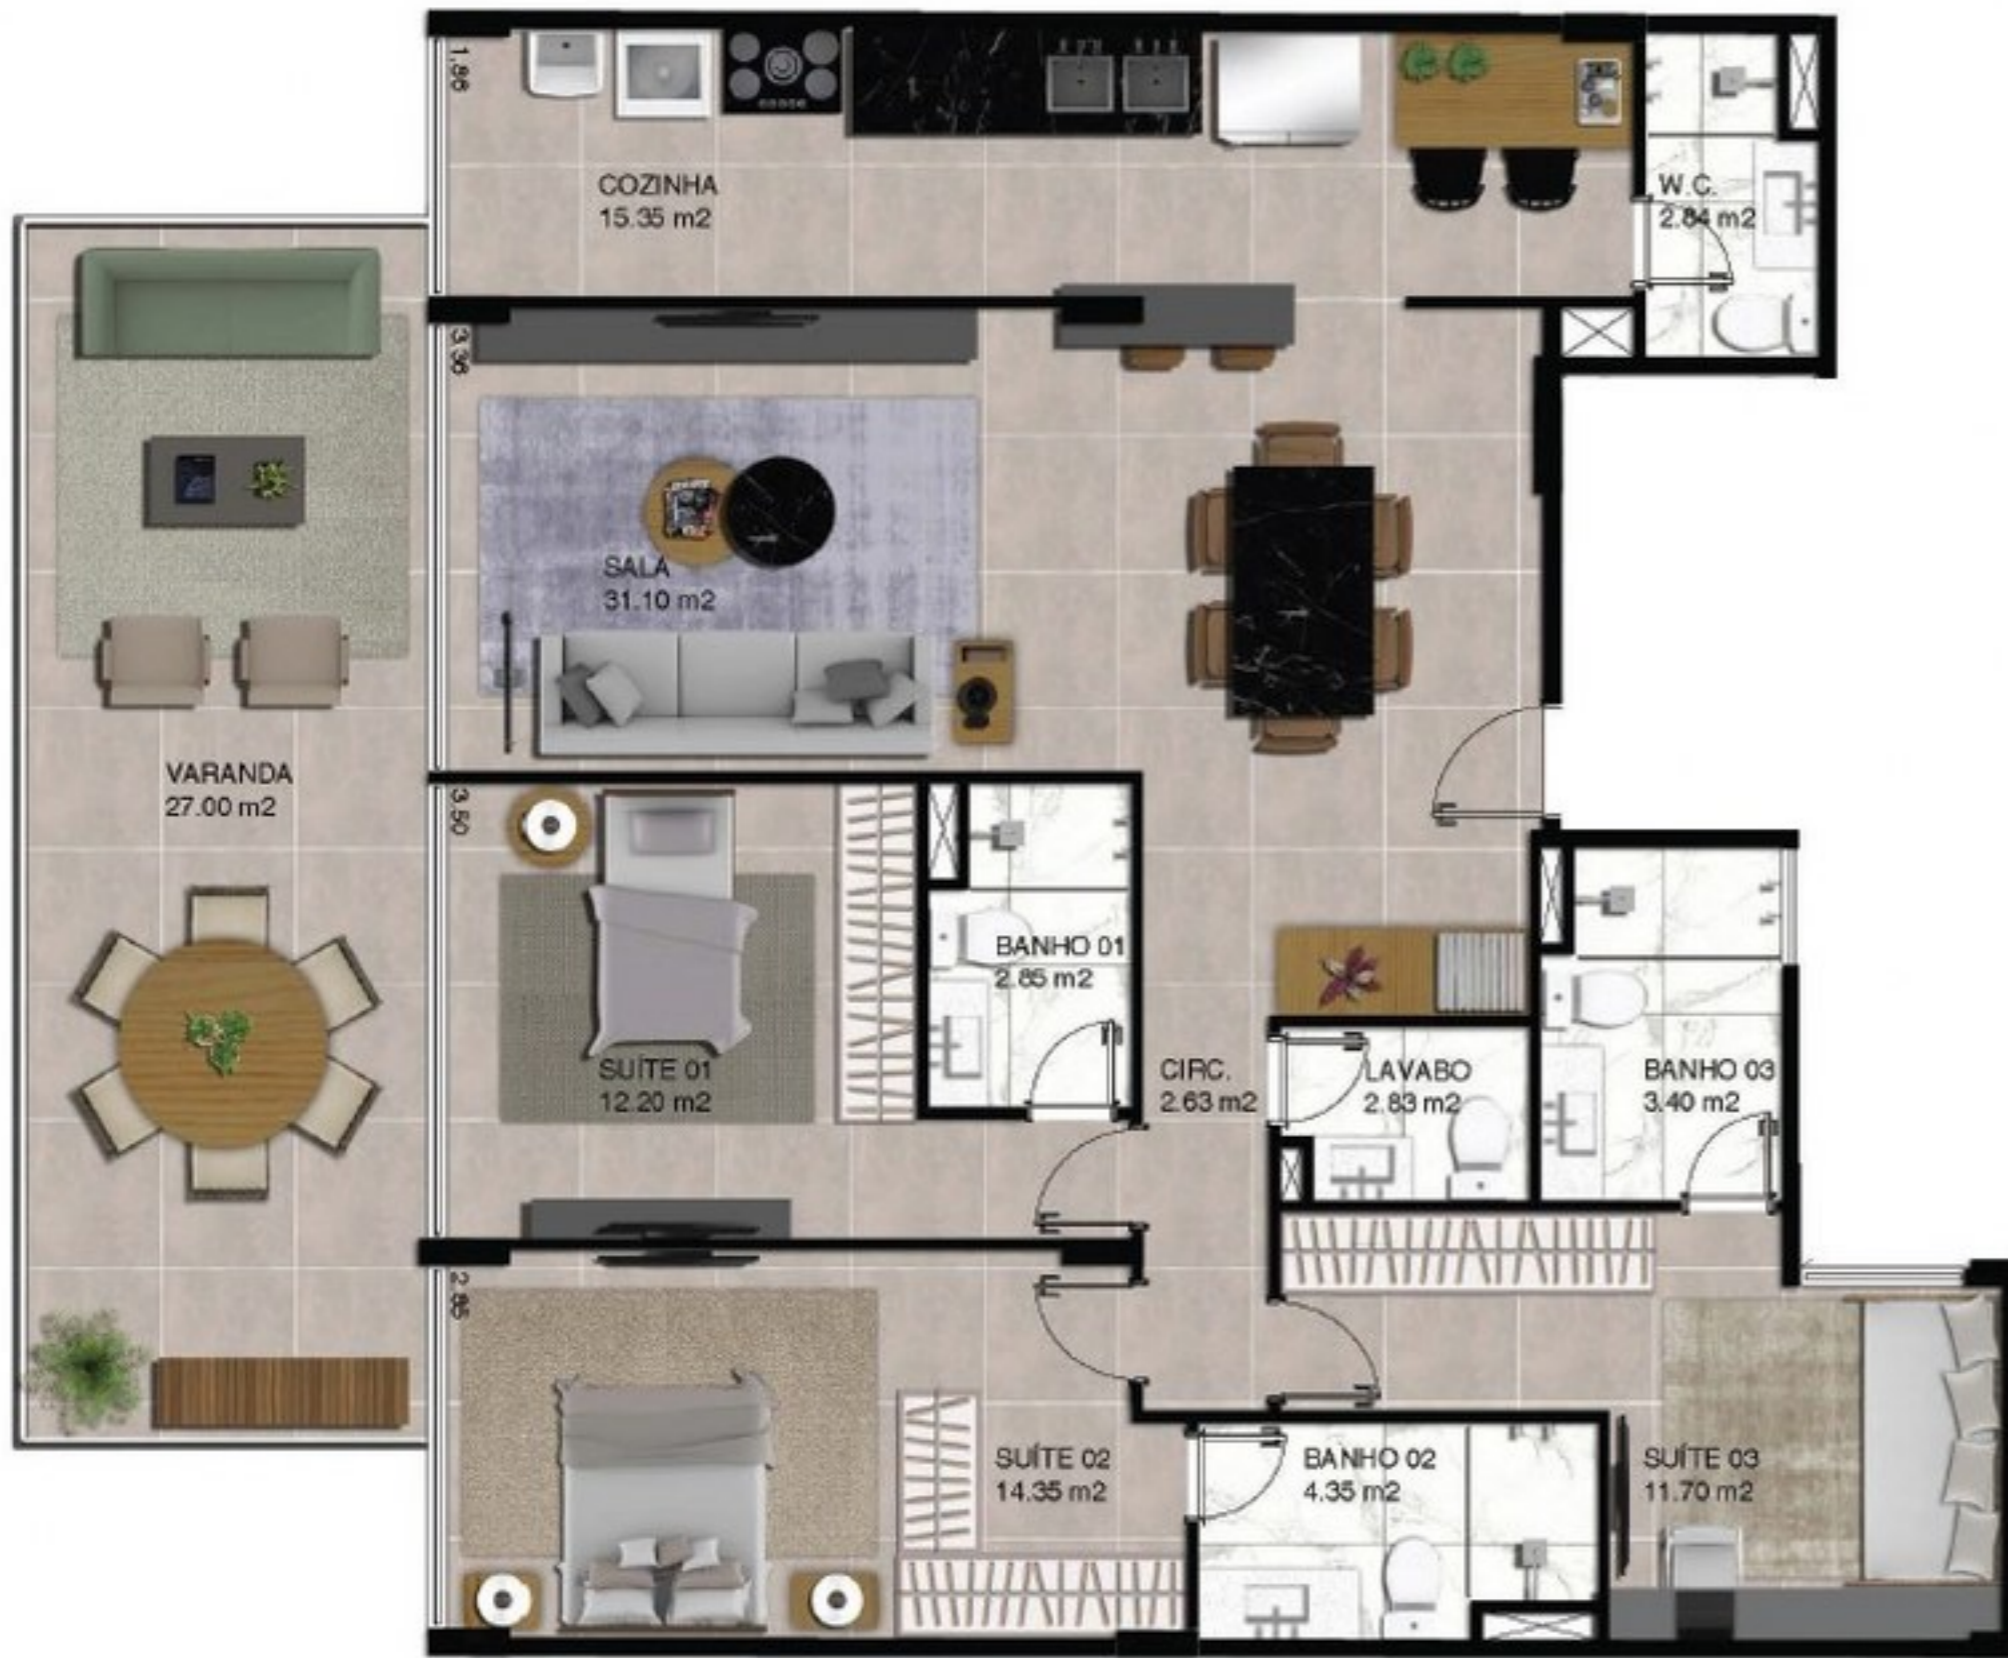 1.86
COZINHA
15.35 m2
W.C.
2.84 m2
3.36
SALA
31.10 m2
VARANDA
27.00 m2
3.50
BANHO 01
2.85 m2
SUÍTE 01
12.20 m2
CIRC.
2.63 m2
LAVABO
2.83 m2
BANHO 03
3.40 m2
2.85
SUÍTE 02
14.35 m2
BANHO 02
4.35 m2
SUÍTE 03
11.70 m2